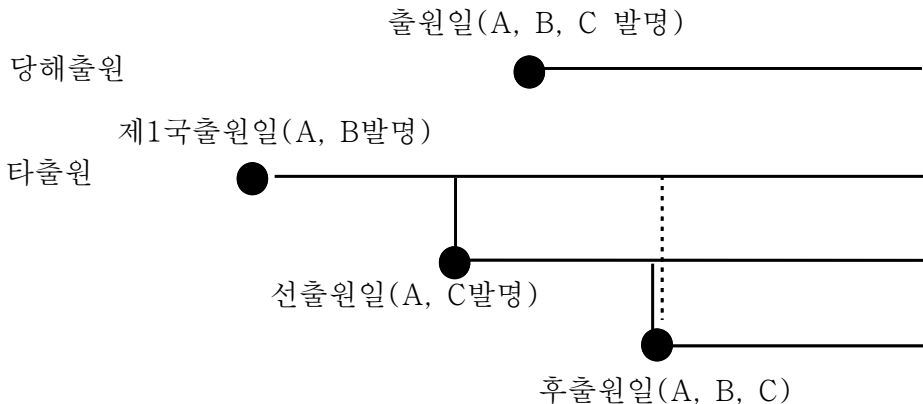 출원일(A, B, C 발명)
당해출원
제1국출원일(A, B발명)
타출원
선출원일(A, C발명)
후출원일(A, B, C)